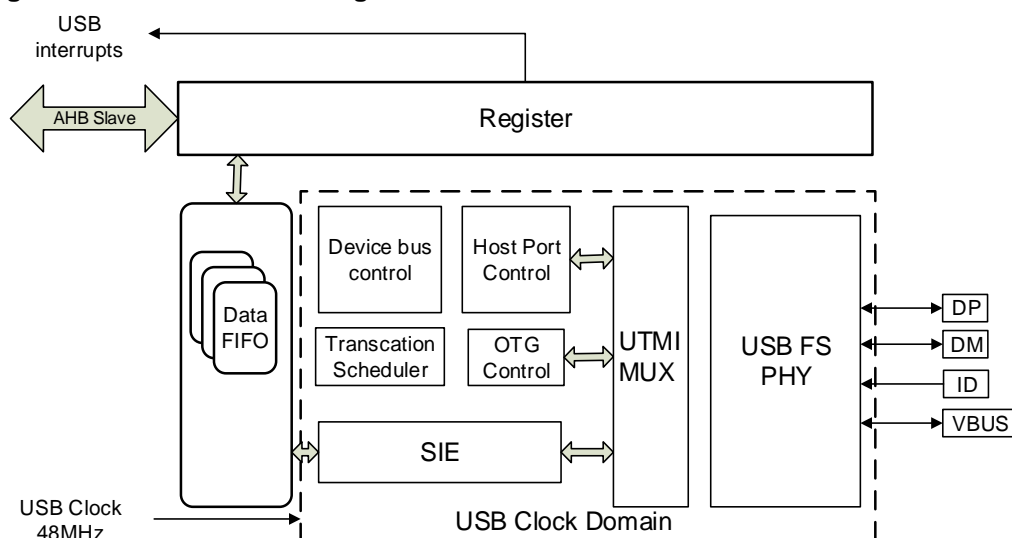 USB
interrupts
AHB Slave
Register
Device bus
control
Host Port
Control
Data
FIFO
Transcation
Scheduler
OTG
Control
UTMI
MUX
USB FS
PHY
DP
DM
ID
VBUS
SIE
USB Clock
48MHz
USB Clock Domain